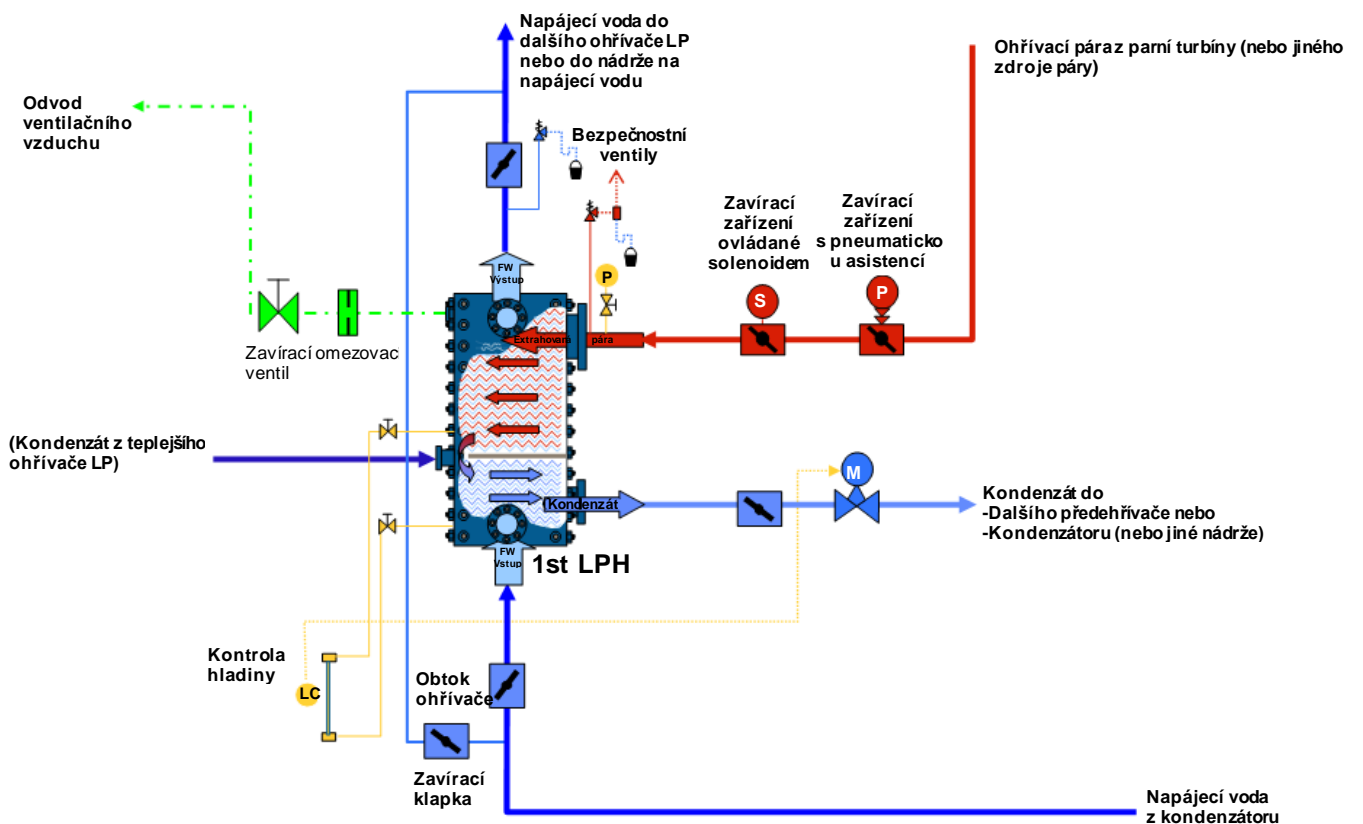 Napájecí voda do
dalšího ohřívače LP
nebo do nádrže na
napájecí vodu
Ohřívací pára z parní turbíny (nebo jiného
zdroje páry)
Odvod
ventilačního
vzduchu
Bezpečnostní
ventily
Zavírací
zařízení
ovládané
solenoidem
Zavírací
zařízení
s pneumaticko
u asistencí
FW
Výstup
P
S
P
Extrahovaná pára
Zavírací omezovac
ventil
(Kondenzát z teplejšího
ohřívače LP)
M
(Kondenzát
Kondenzát do
-Dalšího předehřívače nebo
-Kondenzátoru (nebo jiné nádrže)
FW
Vstup
1st LPH
Kontrola
hladiny
LC
Obtok
ohřívače
Zavírací
klapka
Napájecí voda
z kondenzátoru